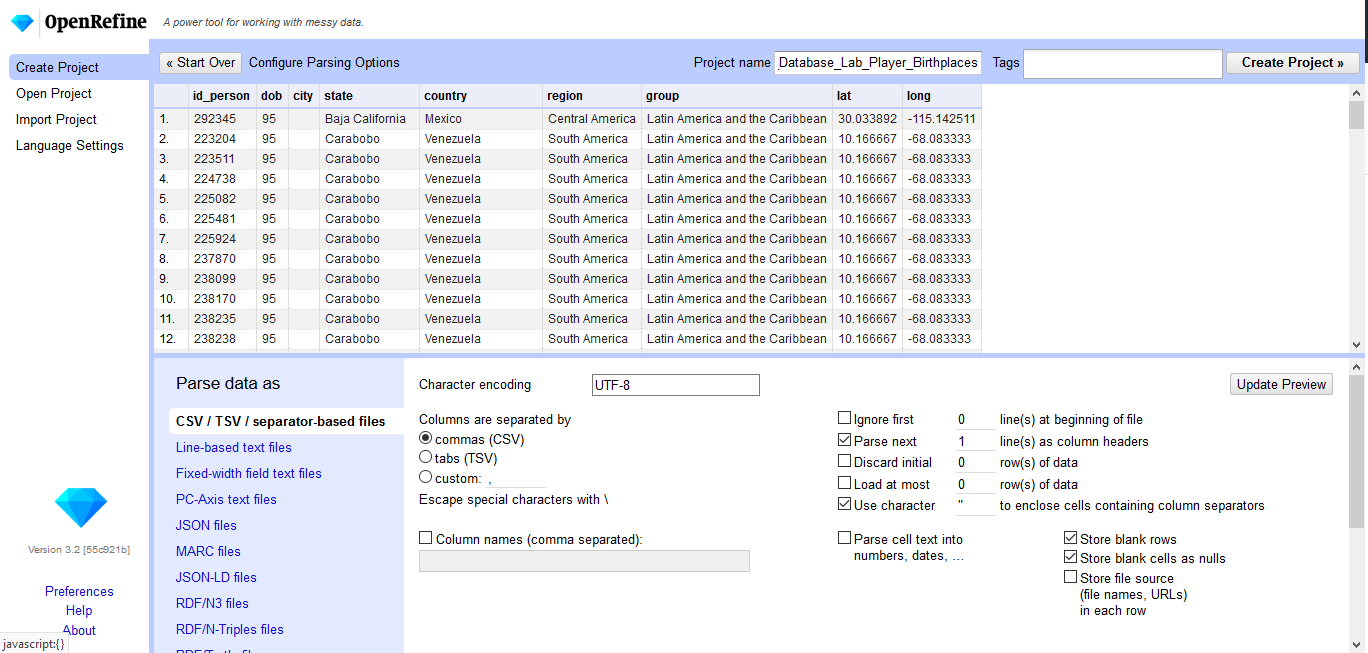 OpenRefine A power tool for working with messy data.
Create Project
Open Project
Import Project
Language Settings
« Start Over Configure Parsing Options Project name Database_Lab_Player_Birthplaces Tags Create Project »
id_person dob city state country region group lat long
1. 292345 95 Baja California Mexico Central America Latin America and the Caribbean 30.033892 -115.142511
2. 223204 95 Carabobo Venezuela South America Latin America and the Caribbean 10.166667 -68.083333
3. 223511 95 Carabobo Venezuela South America Latin America and the Caribbean 10.166667 -68.083333
4. 224738 95 Carabobo Venezuela South America Latin America and the Caribbean 10.166667 -68.083333
5. 225082 95 Carabobo Venezuela South America Latin America and the Caribbean 10.166667 -68.083333
6. 225481 95 Carabobo Venezuela South America Latin America and the Caribbean 10.166667 -68.083333
7. 225924 95 Carabobo Venezuela South America Latin America and the Caribbean 10.166667 -68.083333
8. 237870 95 Carabobo Venezuela South America Latin America and the Caribbean 10.166667 -68.083333
9. 238099 95 Carabobo Venezuela South America Latin America and the Caribbean 10.166667 -68.083333
10. 238170 95 Carabobo Venezuela South America Latin America and the Caribbean 10.166667 -68.083333
11. 238235 95 Carabobo Venezuela South America Latin America and the Caribbean 10.166667 -68.083333
12. 238238 95 Carabobo Venezuela South America Latin America and the Caribbean 10.166667 -68.083333
Parse data as
CSV / TSV / separator-based files
Line-based text files
Fixed-width field text files
PC-Axis text files
JSON files
MARC files
JSON-LD files
RDF/N3 files
RDF/N-Triples files
Character encoding UTF-8
Update Preview
Columns are separated by
commas (CSV)
tabs (TSV)
custom: ,
Escape special characters with \
Column names (comma separated):
Ignore first 0 line(s) at beginning of file
Parse next 1 line(s) as column headers
Discard initial 0 row(s) of data
Load at most 0 row(s) of data
Use character " to enclose cells containing column separators
Parse cell text into
numbers, dates, ...
Store blank rows
Store blank cells as nulls
Store file source
(file names, URLs)
in each row
Version 3.2 [55c921b]
Preferences
Help
About
javascript:{}